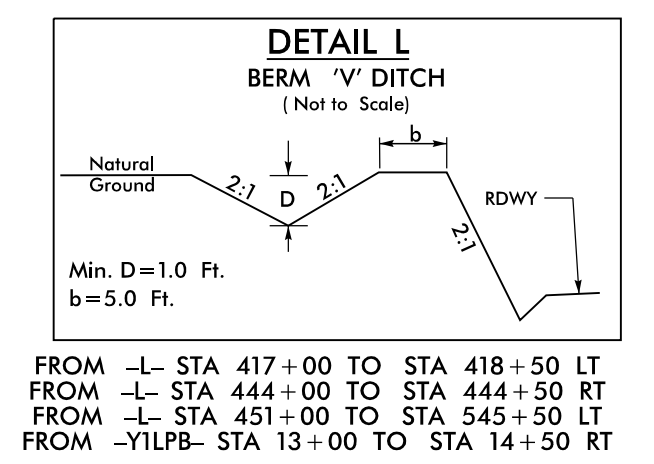 DETAIL L
BERM 'V' DITCH
(Not to Scale)
b
Natural
Ground
2:1
D
2:1
RDWY
2:1
Min. D=1.0 Ft.
b=5.0 Ft.
FROM -L- STA 417+00 TO STA 418+50 LT
FROM -L- STA 444+00 TO STA 444+50 RT
FROM -L- STA 451+00 TO STA 545+50 LT
FROM -Y1LPB- STA 13+00 TO STA 14+50 RT